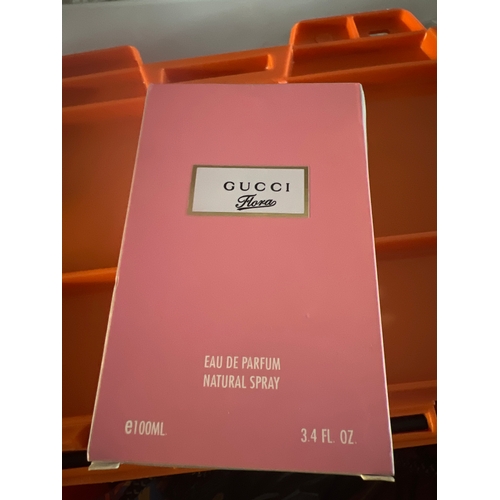 GUCCI
Flora
EAU DE PARFUM
NATURAL SPRAY
e100ML.
3.4 FL. OZ.